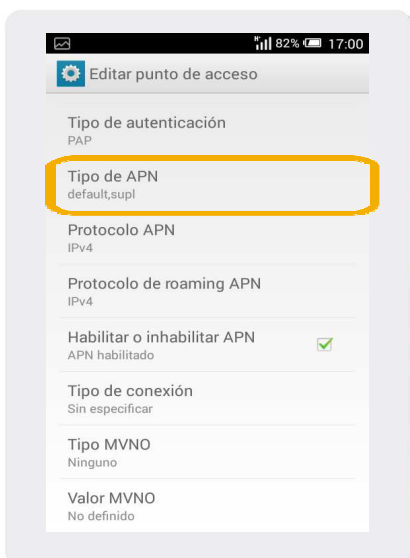 H 82% 17:00
Editar punto de acceso
Tipo de autenticación
PAP
Tipo de APN
default,supl
Protocolo APN
IPv4
Protocolo de roaming APN
IPv4
Habilitar o inhabilitar APN
APN habilitado
Tipo de conexión
Sin especificar
Tipo MVNO
Ninguno
Valor MVNO
No definido